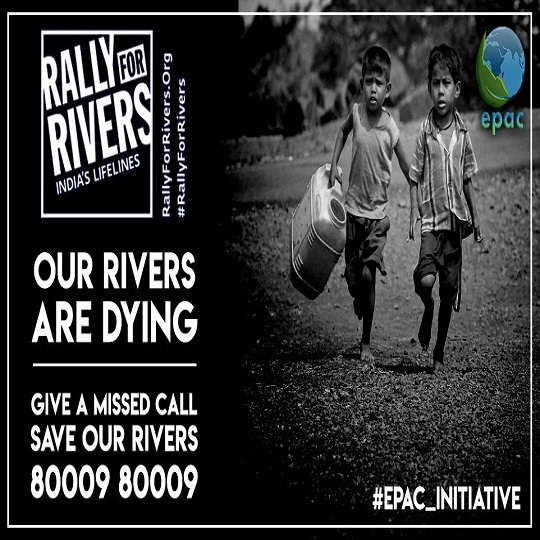 RALLY FOR
RIVERS
INDIA'S LIFELINES
RallyForRivers.Org
#RallyForRivers
epac
OUR RIVERS
ARE DYING
GIVE A MISSED CALL
SAVE OUR RIVERS
80009 80009
#EPAC_INITIATIVE